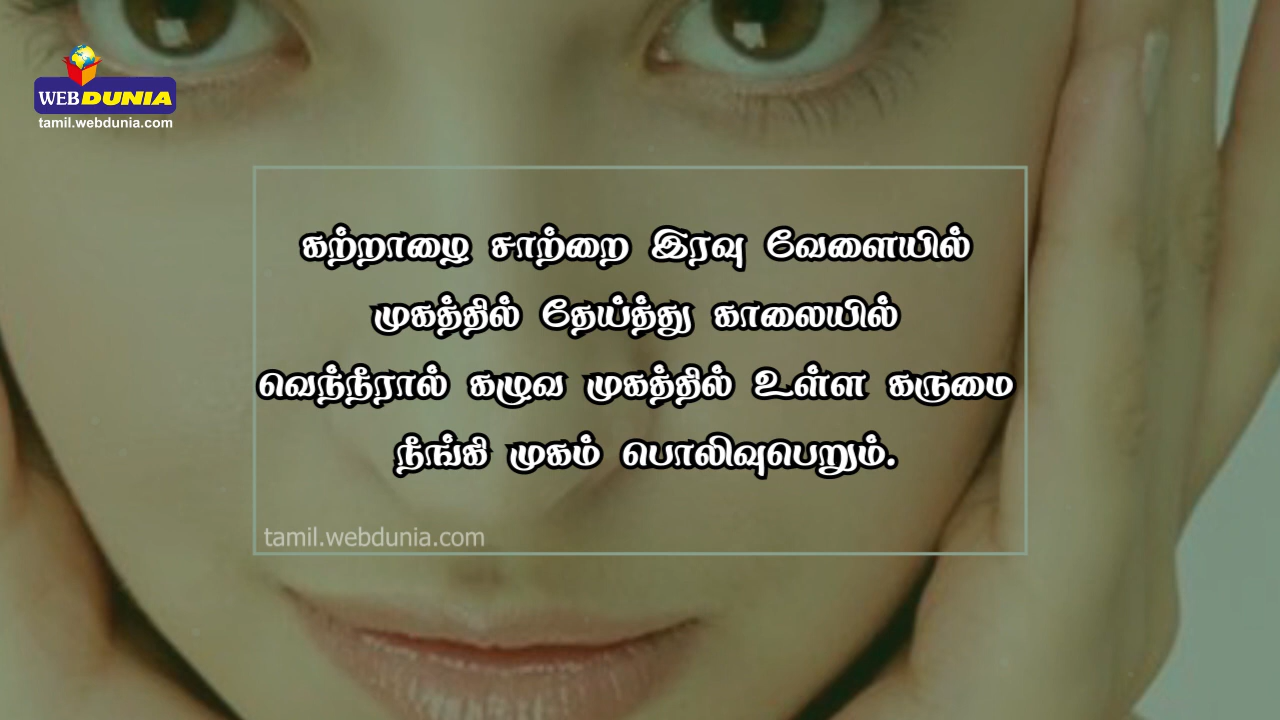 WEBDUNIA
tamil.webdunia.com
கற்றாழை சாற்றை இரவு வேளையில்
முகத்தில் தேய்த்து காலையில்
வெந்நீரால் கழுவ முகத்தில் உள்ள கருமை
நீங்கி முகம் பொலிவுபெறும்.
tamil.webdunia.com